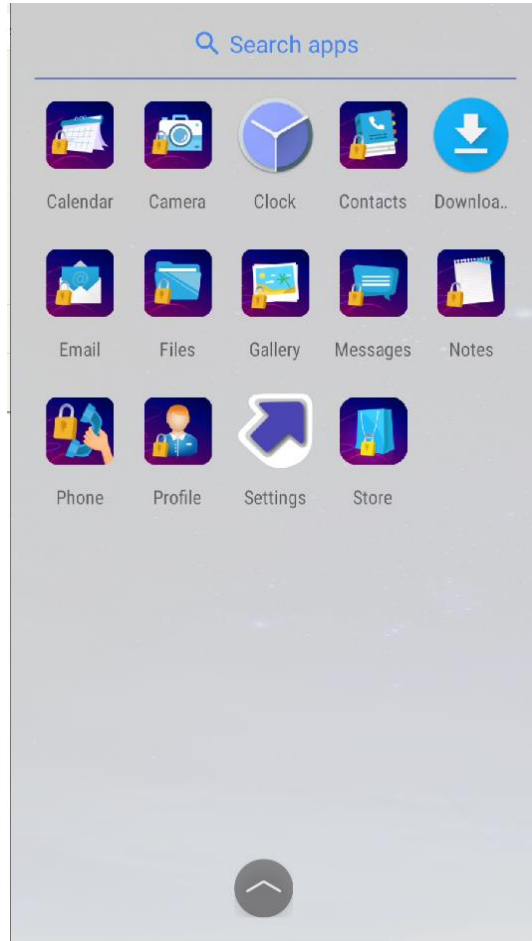 Search apps
Calendar Camera Clock Contacts Downloa..
Email Files Gallery Messages Notes
Phone Profile Settings Store